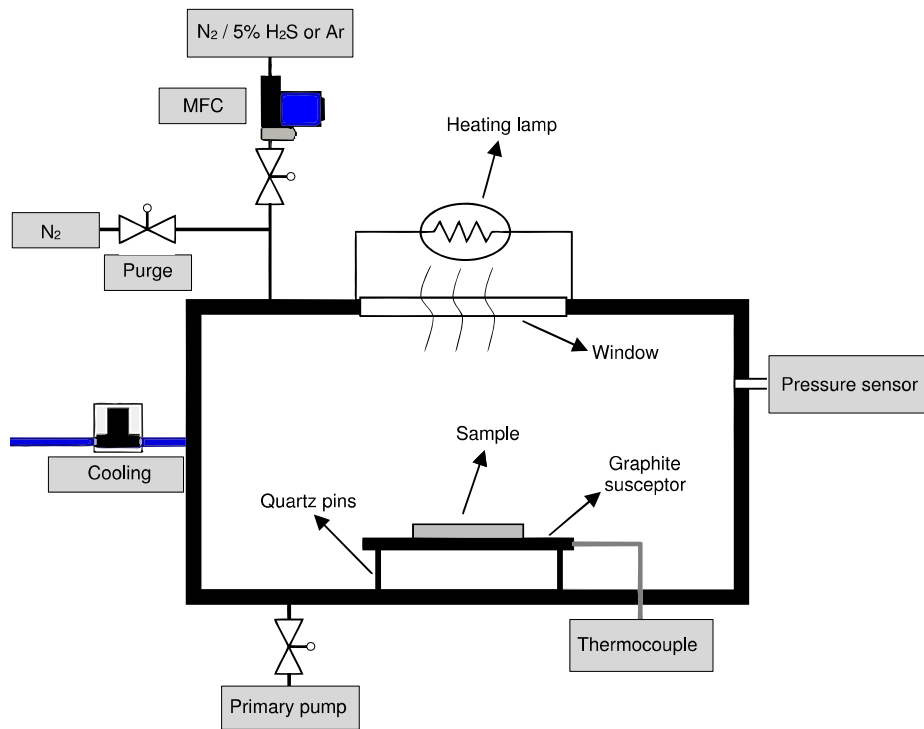 N₂ / 5% H₂S or Ar
MFC
Heating lamp
N₂
Purge
Window
Pressure sensor
Sample
Cooling
Graphite
susceptor
Quartz pins
Thermocouple
Primary pump